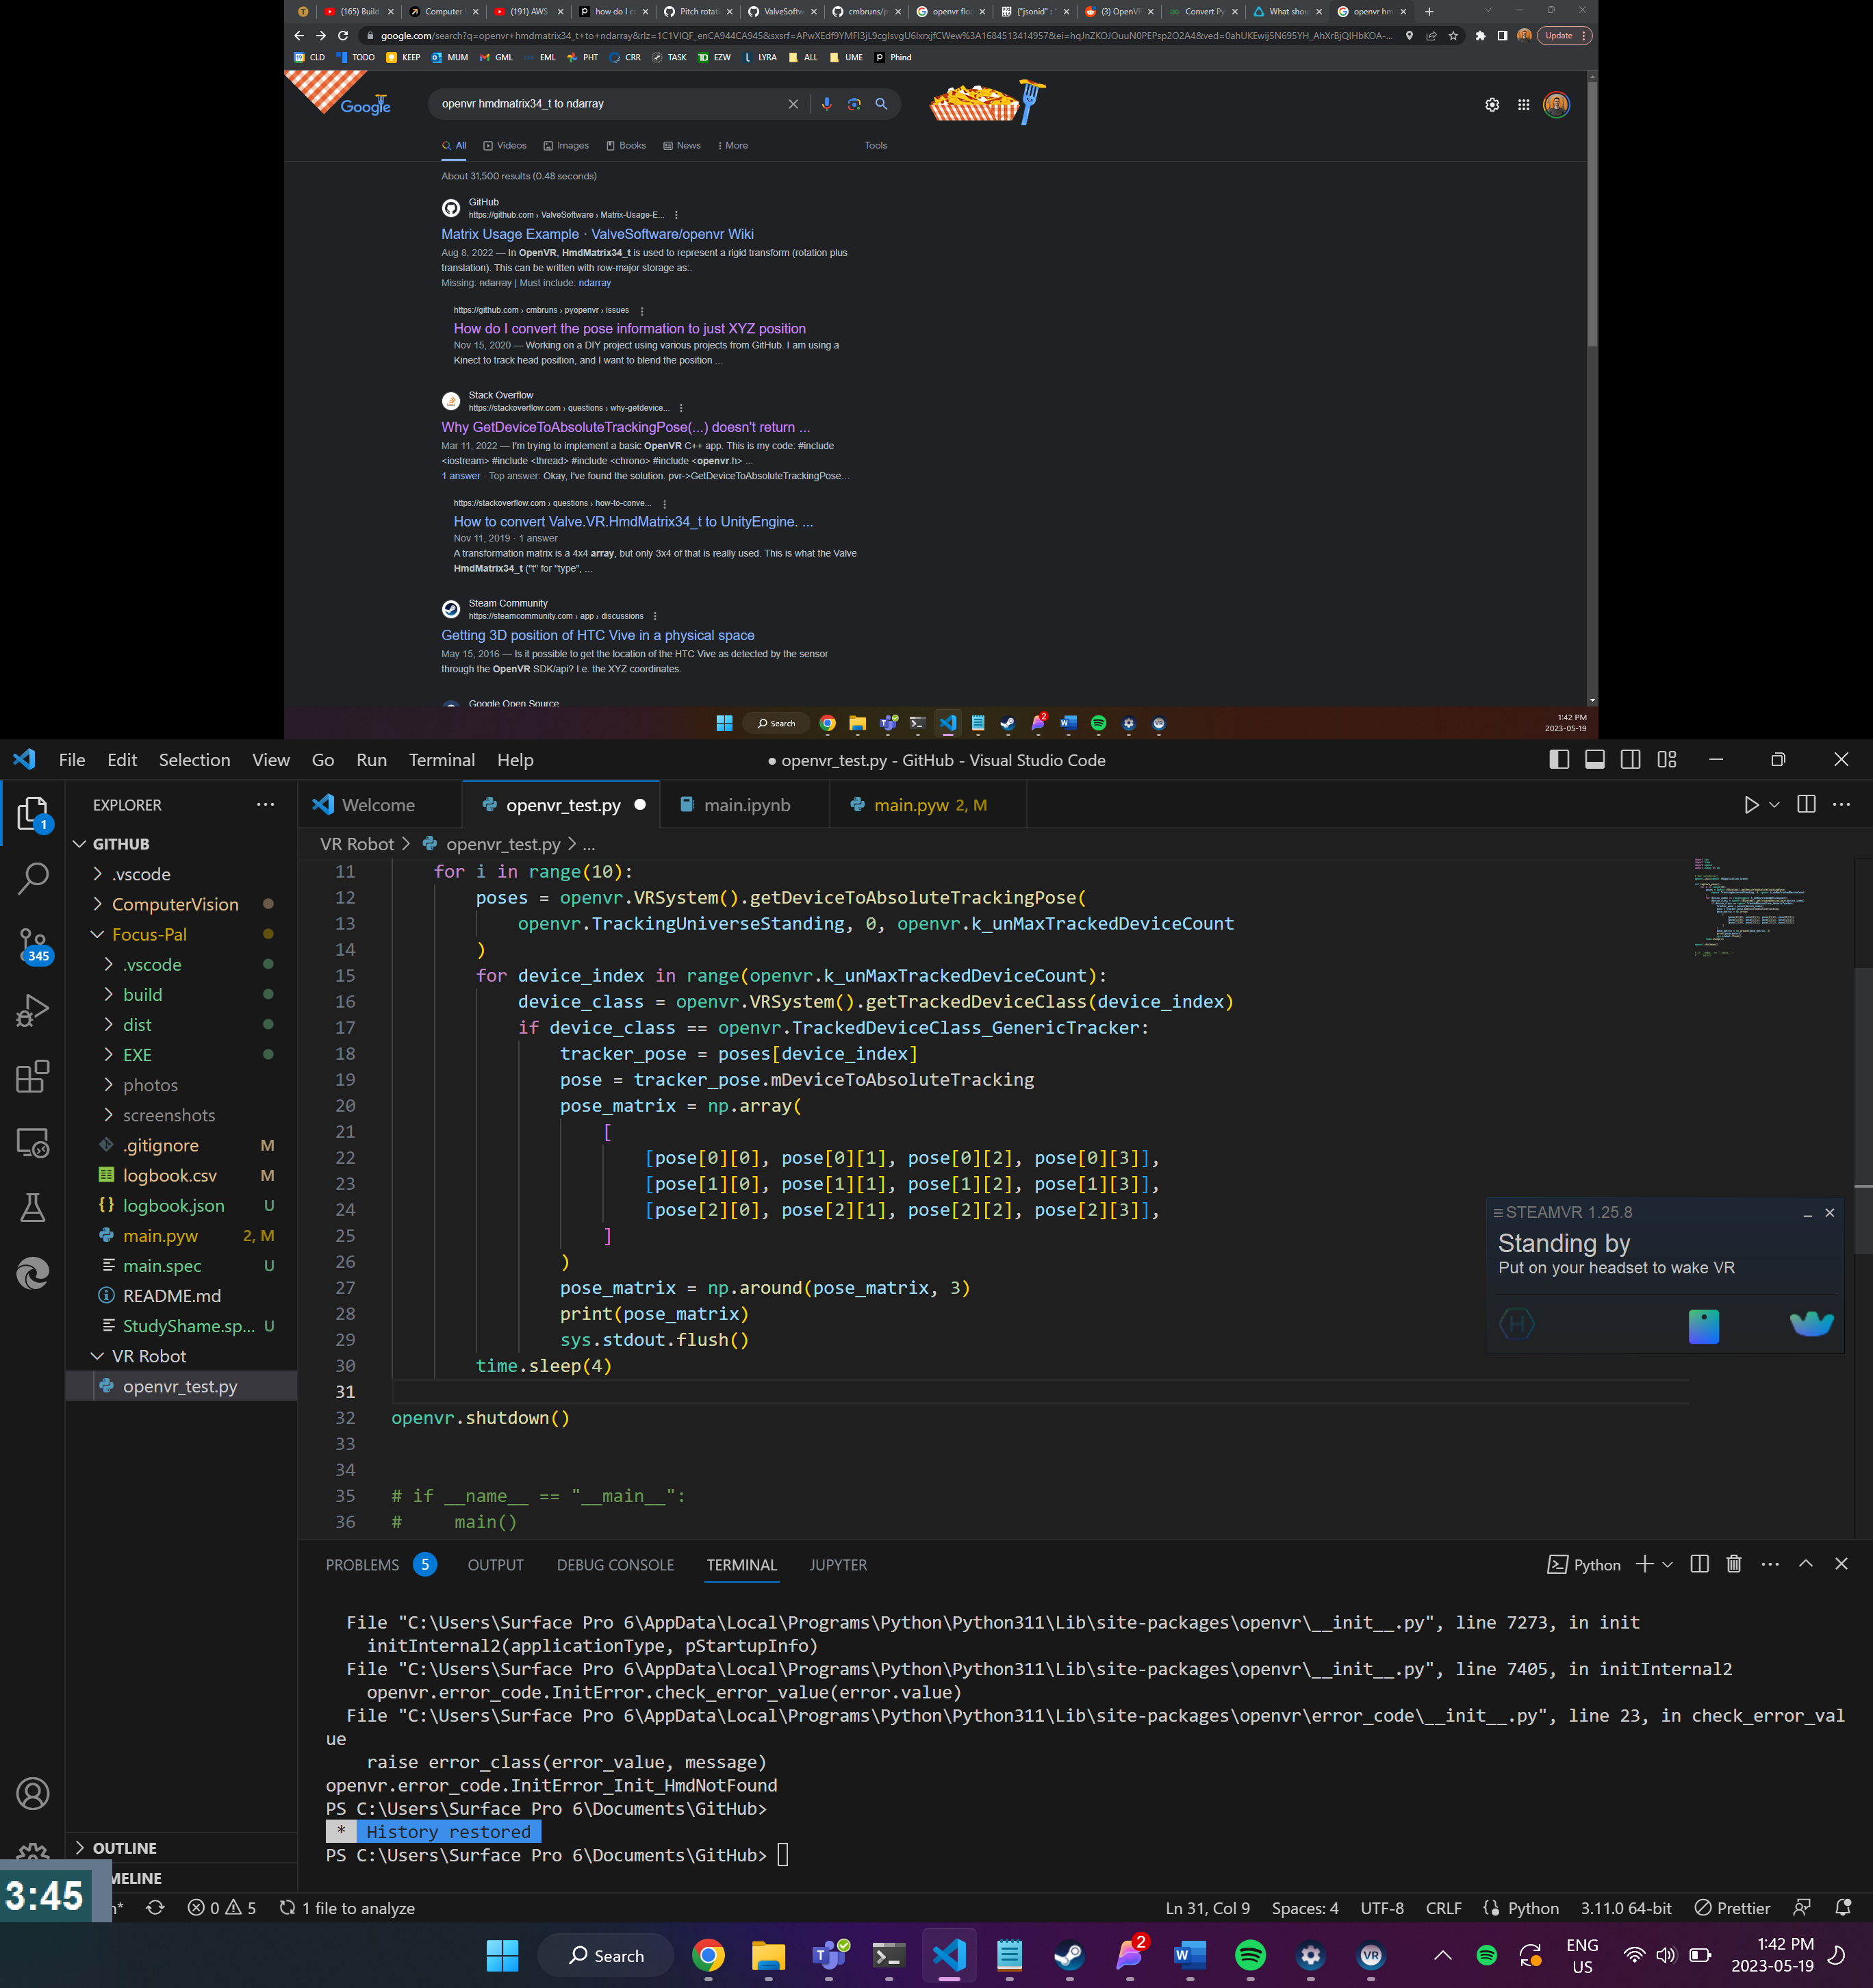 (165) Build
Computer
(191) AWS
how do I c
Pitch rotat
ValveSoftw
cmbruns/p
openvr floa
{"jsonid" : "
(3) OpenV
Convert Py
What shou
openvr hm
google.com/search?q=openvr+hmdmatrix34_t+to+ndarray&rlz=1C1VIQF_enCA944CA945&sxsrf=
Update
CLD TODO KEEP MUM GML EML PHT CRR TASK EZW LYRA ALL UME Phind
Google
openvr hmdmatrix34_t to ndarray
All Videos Images Books News More Tools
About 31,500 results (0.48 seconds)
GitHub
https://github.com › ValveSoftware › Matrix-Usage-E...
Matrix Usage Example · ValveSoftware/openvr Wiki
Aug 8, 2022 — In OpenVR, HmdMatrix34_t is used to represent a rigid transform (rotation plus
translation). This can be written with row-major storage as:.
Missing: ndarray | Must include: ndarray
https://github.com › cmbruns › pyopenvr › issues
How do I convert the pose information to just XYZ position
Nov 15, 2020 — Working on a DIY project using various projects from GitHub. I am using a
Kinect to track head position, and I want to blend the position ...
Stack Overflow
https://stackoverflow.com › questions › why-getdevice...
Why GetDeviceToAbsoluteTrackingPose(...) doesn't return ...
Mar 11, 2022 — I'm trying to implement a basic OpenVR C++ app. This is my code: #include
<iostream> #include <thread> #include <chrono> #include <openvr.h> ...
1 answer · Top answer: Okay, I've found the solution. pvr->GetDeviceToAbsoluteTrackingPose...
https://stackoverflow.com › questions › how-to-conve...
How to convert Valve.VR.HmdMatrix34_t to UnityEngine. ...
Nov 11, 2019 · 1 answer
A transformation matrix is a 4x4 array, but only 3x4 of that is really used. This is what the Valve
HmdMatrix34_t ("t" for "type", ...
Steam Community
https://steamcommunity.com › app › discussions
Getting 3D position of HTC Vive in a physical space
May 15, 2016 — Is it possible to get the location of the HTC Vive as detected by the sensor
through the OpenVR SDK/api? I.e. the XYZ coordinates.
Google Open Source
Search
2
1:42 PM
2023-05-19
File Edit Selection View Go Run Terminal Help
● openvr_test.py - GitHub - Visual Studio Code
EXPLORER
Welcome
openvr_test.py
main.ipynb
main.pyw 2, M
1
345
GITHUB
.vscode
ComputerVision
Focus-Pal
.vscode
build
dist
EXE
photos
screenshots
.gitignore M
logbook.csv M
logbook.json U
main.pyw 2, M
main.spec U
README.md
StudyShame.sp... U
VR Robot
openvr_test.py
OUTLINE
MELINE
VR Robot > openvr_test.py > ...
11 for i in range(10):
12 poses = openvr.VRSystem().getDeviceToAbsoluteTrackingPose(
13 openvr.TrackingUniverseStanding, 0, openvr.k_unMaxTrackedDeviceCount
14 )
15 for device_index in range(openvr.k_unMaxTrackedDeviceCount):
16 device_class = openvr.VRSystem().getTrackedDeviceClass(device_index)
17 if device_class == openvr.TrackedDeviceClass_GenericTracker:
18 tracker_pose = poses[device_index]
19 pose = tracker_pose.mDeviceToAbsoluteTracking
20 pose_matrix = np.array(
21 [
22 [pose[0][0], pose[0][1], pose[0][2], pose[0][3]],
23 [pose[1][0], pose[1][1], pose[1][2], pose[1][3]],
24 [pose[2][0], pose[2][1], pose[2][2], pose[2][3]],
25 ]
26 )
27 pose_matrix = np.around(pose_matrix, 3)
28 print(pose_matrix)
29 sys.stdout.flush()
30 time.sleep(4)
31
32 openvr.shutdown()
33
34
35 # if __name__ == "__main__":
36 #     main()
STEAMVR 1.25.8
Standing by
Put on your headset to wake VR
PROBLEMS 5 OUTPUT DEBUG CONSOLE TERMINAL JUPYTER
Python
File "C:\Users\Surface Pro 6\AppData\Local\Programs\Python\Python311\Lib\site-packages\openvr\__init__.py", line 7273, in init
initInternal2(applicationType, pStartupInfo)
File "C:\Users\Surface Pro 6\AppData\Local\Programs\Python\Python311\Lib\site-packages\openvr\__init__.py", line 7405, in initInternal2
openvr.error_code.InitError.check_error_value(error.value)
File "C:\Users\Surface Pro 6\AppData\Local\Programs\Python\Python311\Lib\site-packages\openvr\error_code\__init__.py", line 23, in check_error_val
ue
raise error_class(error_value, message)
openvr.error_code.InitError_Init_HmdNotFound
PS C:\Users\Surface Pro 6\Documents\GitHub>
* History restored
PS C:\Users\Surface Pro 6\Documents\GitHub>
3:45
0 5 1 file to analyze
Ln 31, Col 9 Spaces: 4 UTF-8 CRLF Python 3.11.0 64-bit Prettier
Search
2
ENG
US
1:42 PM
2023-05-19